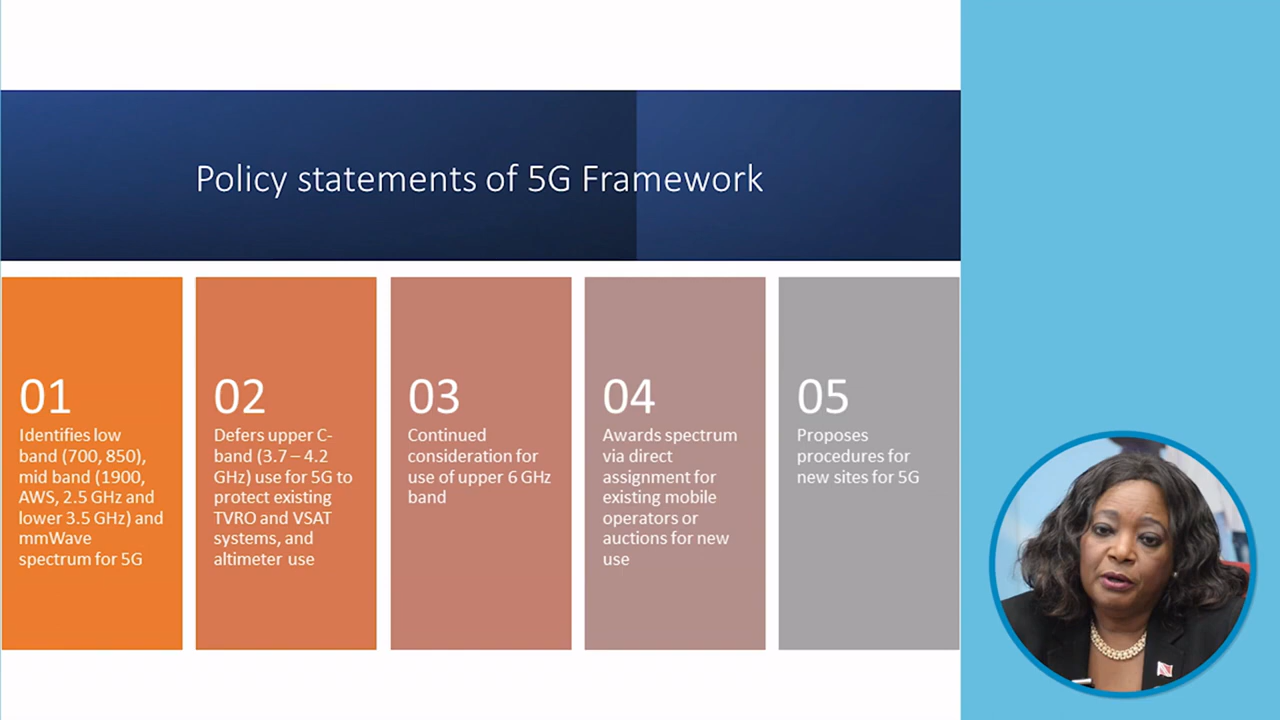 Policy statements of 5G Framework
01
Identifies low
band (700, 850),
mid band (1900,
AWS, 2.5 GHz and
lower 3.5 GHz) and
mmWave
spectrum for 5G
02
Defers upper C-
band (3.7 – 4.2
GHz) use for 5G to
protect existing
TVRO and VSAT
systems, and
altimeter use
03
Continued
consideration for
use of upper 6 GHz
band
04
Awards spectrum
via direct
assignment for
existing mobile
operators or
auctions for new
use
05
Proposes
procedures for
new sites for 5G